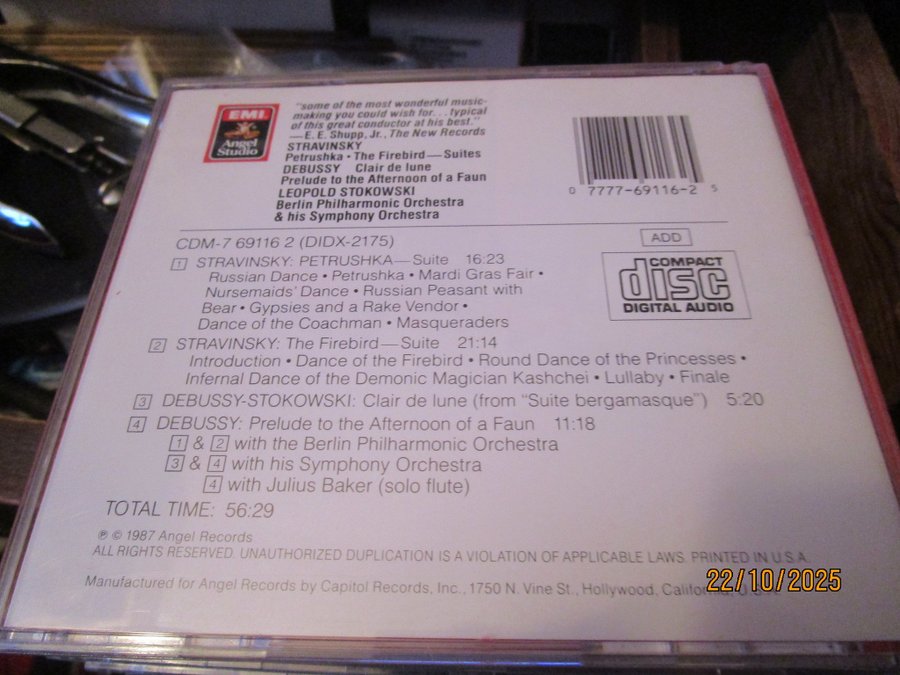 EMI
Angel
Studio
"some of the most wonderful music-
making you could wish for. . . typical
of this great conductor at his best."
—E. E. Shupp, Jr., The New Records
STRAVINSKY
Petrushka • The Firebird—Suites
DEBUSSY Clair de lune
Prelude to the Afternoon of a Faun
LEOPOLD STOKOWSKI
Berlin Philharmonic Orchestra
& his Symphony Orchestra
0 7777-69116-2 5
CDM-7 69116 2 (DIDX-2175)
ADD
COMPACT
disc
DIGITAL AUDIO
1 STRAVINSKY: PETRUSHKA—Suite 16:23
Russian Dance • Petrushka • Mardi Gras Fair •
Nursemaids' Dance • Russian Peasant with
Bear • Gypsies and a Rake Vendor •
Dance of the Coachman • Masqueraders
2 STRAVINSKY: The Firebird—Suite 21:14
Introduction • Dance of the Firebird • Round Dance of the Princesses •
Infernal Dance of the Demonic Magician Kashchei • Lullaby • Finale
3 DEBUSSY-STOKOWSKI: Clair de lune (from "Suite bergamasque") 5:20
4 DEBUSSY: Prelude to the Afternoon of a Faun 11:18
1 & 2 with the Berlin Philharmonic Orchestra
3 & 4 with his Symphony Orchestra
4 with Julius Baker (solo flute)
TOTAL TIME: 56:29
℗ © 1987 Angel Records
ALL RIGHTS RESERVED. UNAUTHORIZED DUPLICATION IS A VIOLATION OF APPLICABLE LAWS. PRINTED IN U.S.A.
Manufactured for Angel Records by Capitol Records, Inc., 1750 N. Vine St., Hollywood, California, U.S.A.
22/10/2025